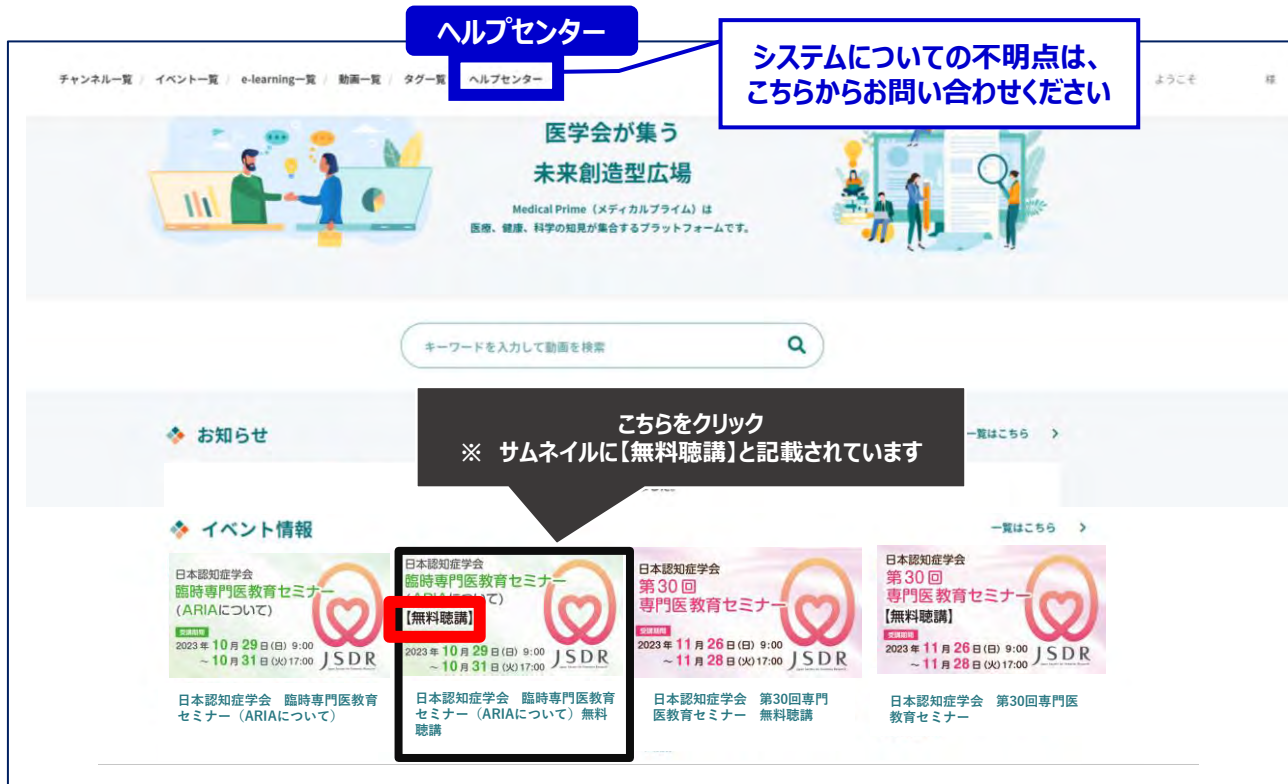 ヘルプセンター
システムについての不明点は、
こちらからお問い合わせください
チャンネル一覧 / イベント一覧 / e-learning一覧 / 動画一覧 / タグ一覧 ヘルプセンター
ようこそ 様
医学会が集う
未来創造型広場
Medical Prime（メディカルプライム）は
医療、健康、科学の知見が集合するプラットフォームです。
キーワードを入力して動画を検索
こちらをクリック
※ サムネイルに【無料聴講】と記載されています
お知らせ
一覧はこちら >
イベント情報
一覧はこちら >
日本認知症学会
臨時専門医教育セミナー
(ARIAについて)
受講期間
2023年10月29日(日) 9:00
～10月31日(火)17:00
JSDR
日本認知症学会 臨時専門医教育
セミナー（ARIAについて）
日本認知症学会
臨時専門医教育セミナー
(ARIAについて)
【無料聴講】
2023年10月29日(日) 9:00
～10月31日(火)17:00
JSDR
日本認知症学会 臨時専門医教育
セミナー（ARIAについて）無料
聴講
日本認知症学会
第30回
専門医教育セミナー
受講期間
2023年11月26日(日) 9:00
～11月28日(火)17:00
JSDR
日本認知症学会 第30回専門
医教育セミナー 無料聴講
日本認知症学会
第30回
専門医教育セミナー
【無料聴講】
受講期間
2023年11月26日(日) 9:00
～11月28日(火)17:00
JSDR
日本認知症学会 第30回専門医
教育セミナー